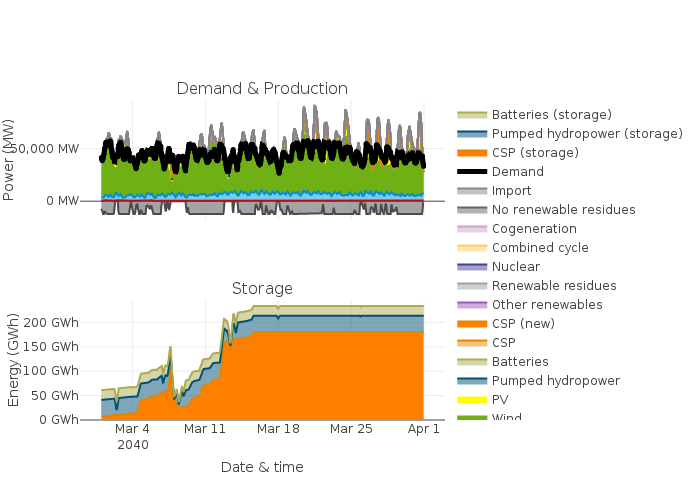 Demand & Production
Power (MW)
50,000 MW
0 MW
Storage
Energy (GWh)
200 GWh
150 GWh
100 GWh
50 GWh
0 GWh
Mar 4
2040
Mar 11
Mar 18
Mar 25
Apr 1
Date & time
Batteries (storage)
Pumped hydropower (storage)
CSP (storage)
Demand
Import
No renewable residues
Cogeneration
Combined cycle
Nuclear
Renewable residues
Other renewables
CSP (new)
CSP
Batteries
Pumped hydropower
PV
Wind